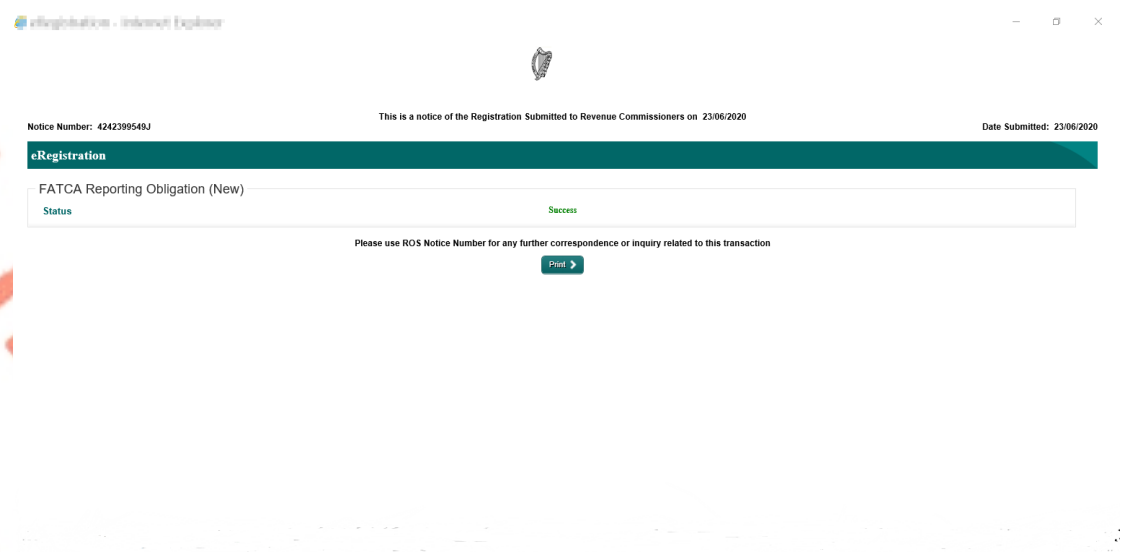 This is a notice of the Registration Submitted to Revenue Commissioners on 23/06/2020
Notice Number: 4242399549J
Date Submitted: 23/06/2020
eRegistration
FATCA Reporting Obligation (New)
Status
Success
Please use ROS Notice Number for any further correspondence or inquiry related to this transaction
Print